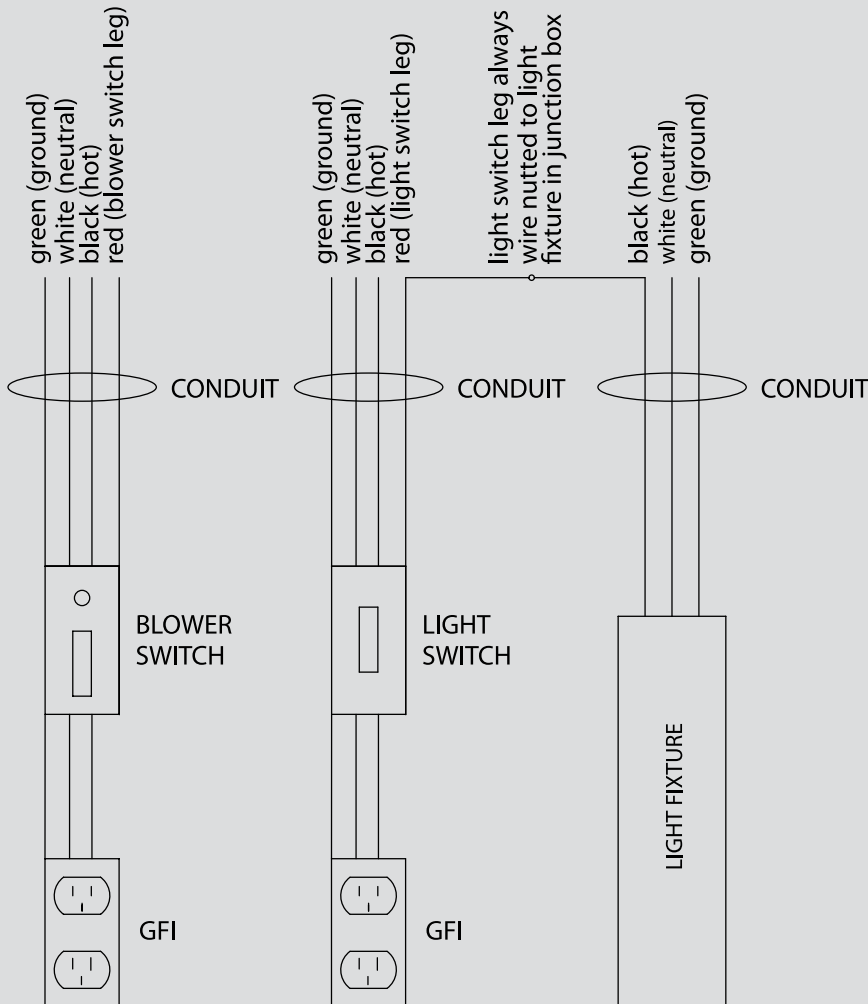 green (ground)
white (neutral)
black (hot)
red (blower switch leg)
green (ground)
white (neutral)
black (hot)
red (light switch leg)
light switch leg always
wire nutted to light
fixture in junction box
black (hot)
white (neutral)
green (ground)
CONDUIT
CONDUIT
CONDUIT
BLOWER
SWITCH
LIGHT
SWITCH
LIGHT FIXTURE
GFI
GFI